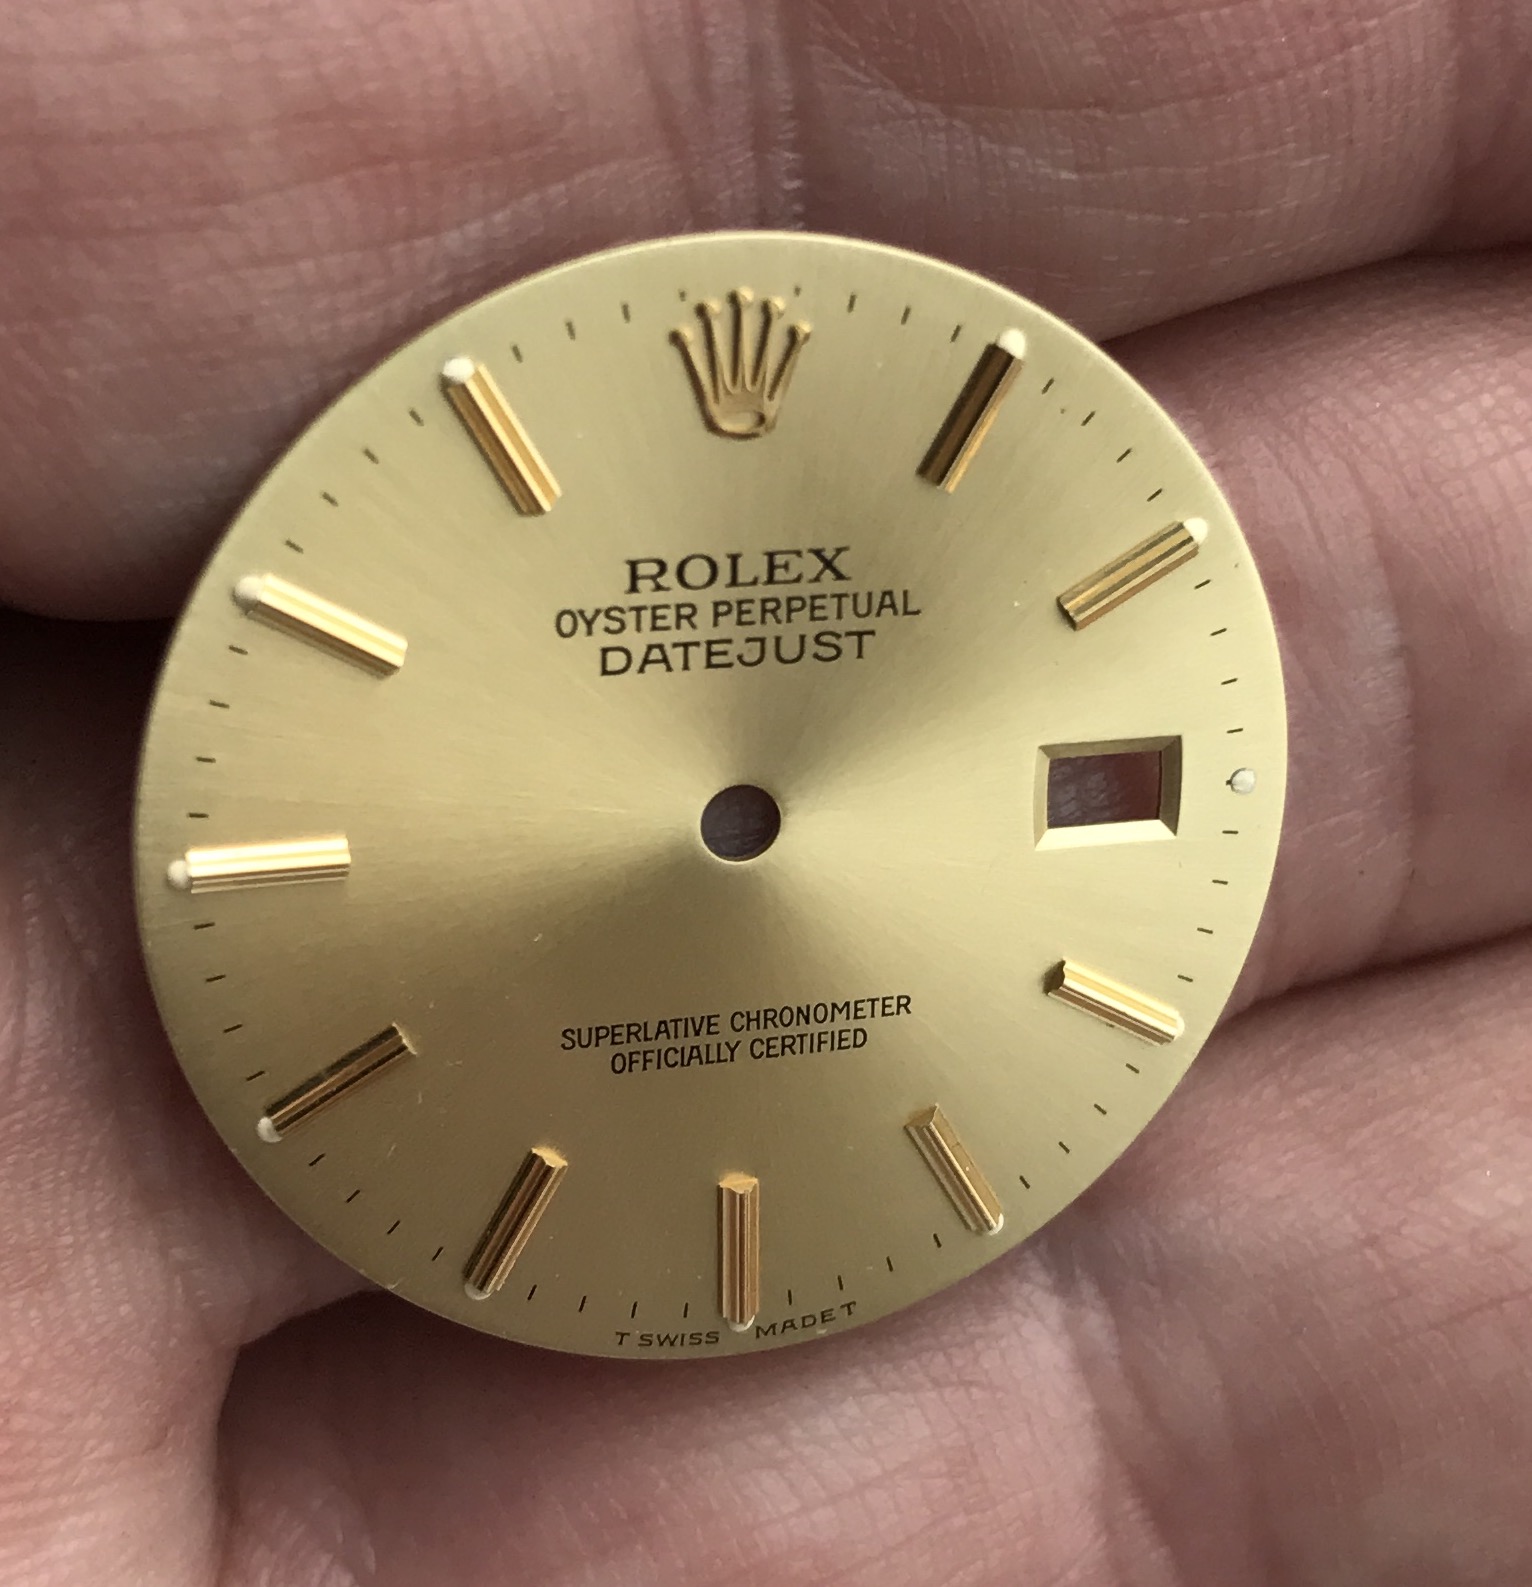 ROLEX
OYSTER PERPETUAL
DATEJUST
SUPERLATIVE CHRONOMETER
OFFICIALLY CERTIFIED
T SWISS MADE T